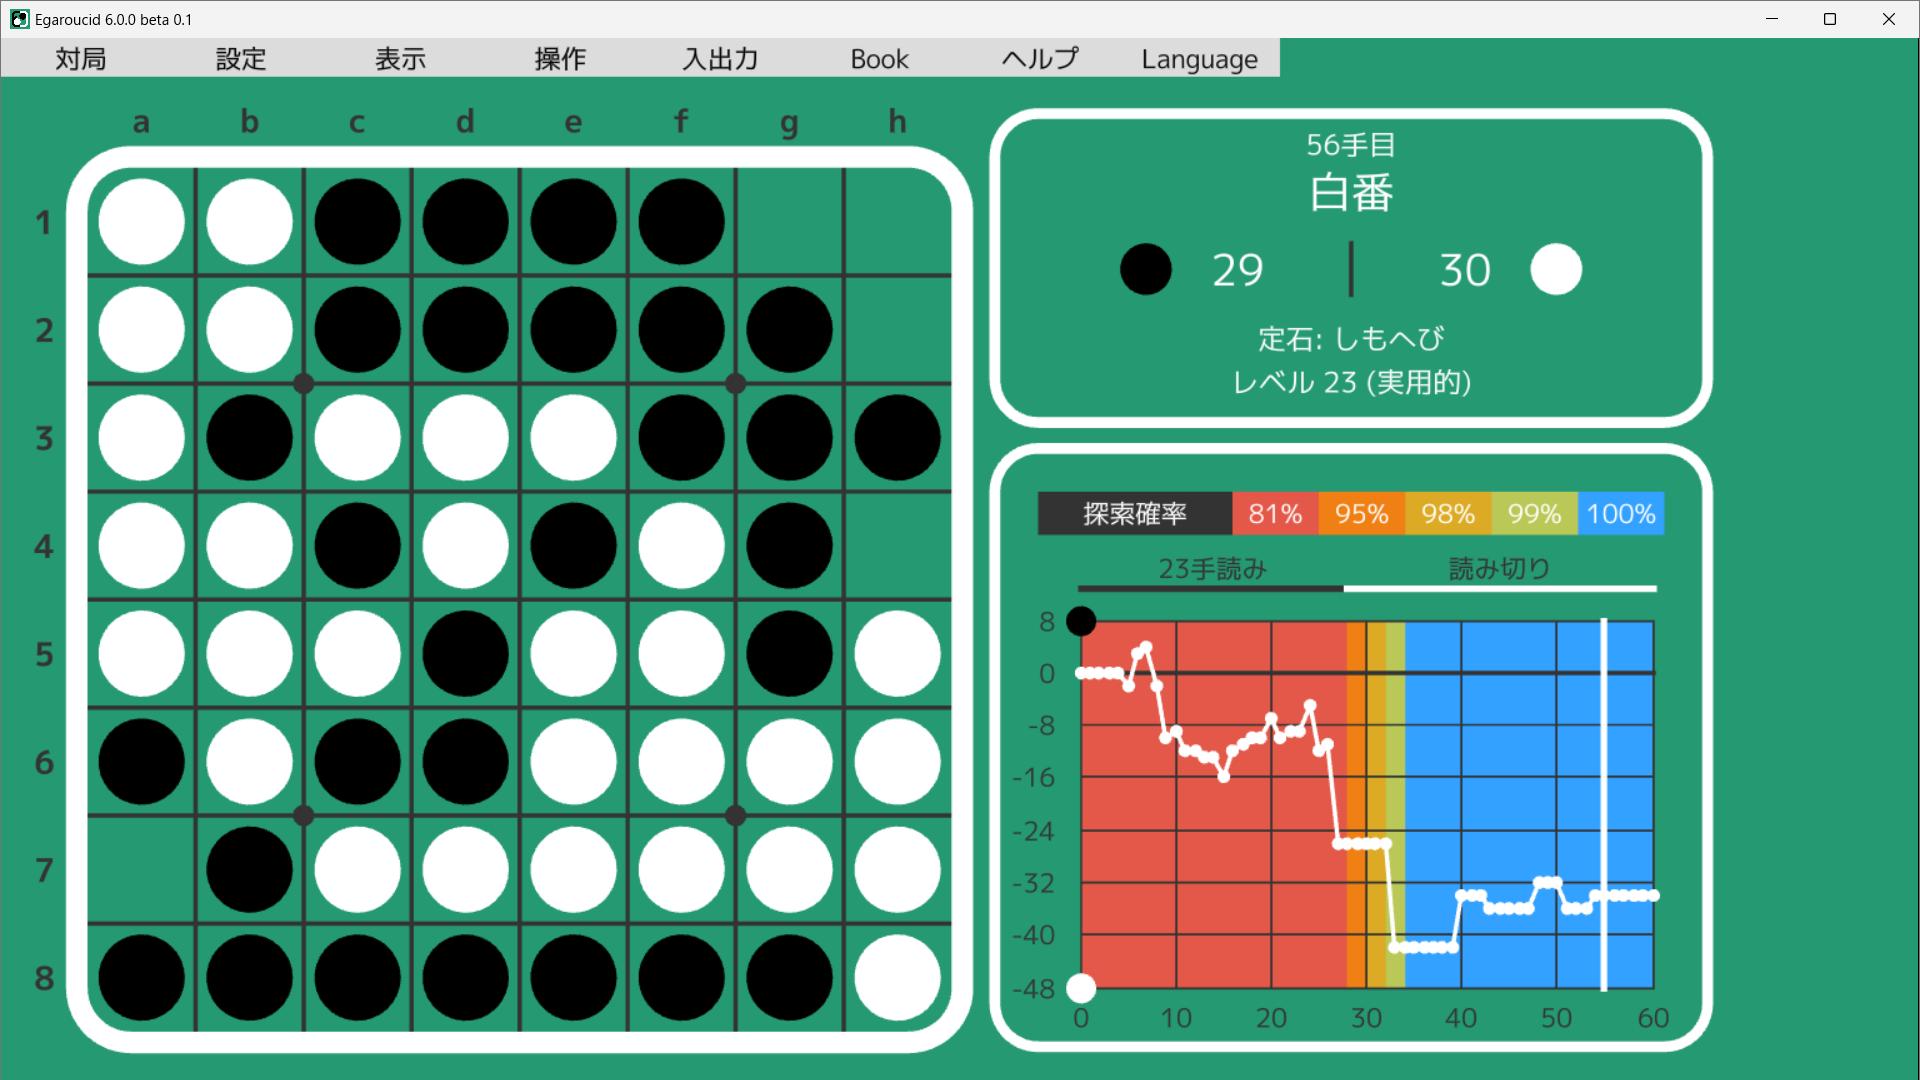 Egaroucid 6.0.0 beta 0.1
対局 設定 表示 操作 入出力 Book ヘルプ Language
a b c d e f g h
1
2
3
4
5
6
7
8
56手目
白番
29 30
定石: しもへび
レベル 23 (実用的)
探索確率 81% 95% 98% 99% 100%
23手読み 読み切り
8
0
-8
-16
-24
-32
-40
-48
0 10 20 30 40 50 60